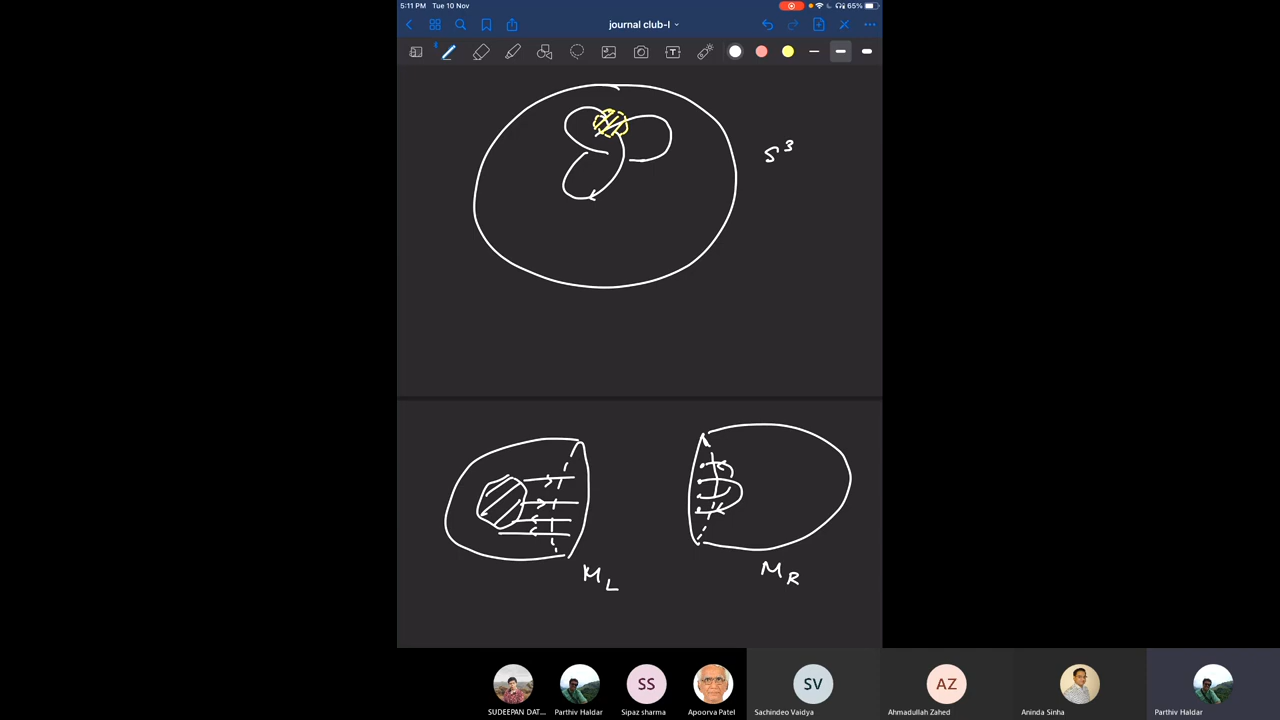 5:11 PM Tue 10 Nov 65%
journal club-I
S³
M_L
M_R
SS SV AZ
SUDEEPAN DAT... Parthiv Haldar Sipaz sharma Apoorva Patel Sachindeo Vaidya Ahmadullah Zahed Aninda Sinha Parthiv Haldar